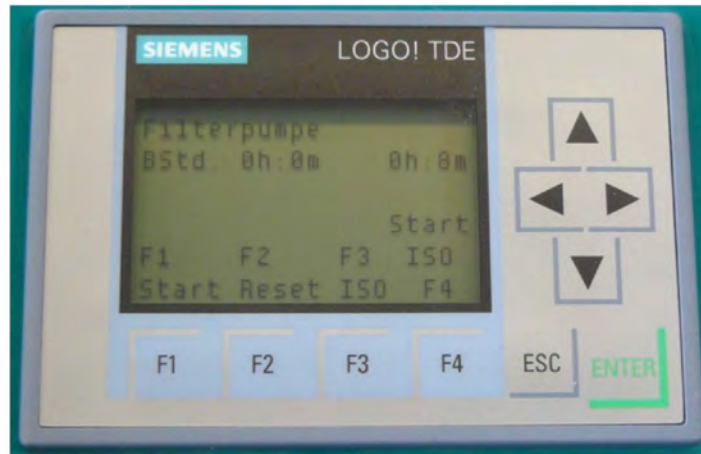 SIEMENS LOGO! TDE
Filterpumpe
BStd. 0h:0m 0h:8m
Start
F1 F2 F3 ISO
Start Reset ISO F4
F1 F2 F3 F4 ESC ENTER